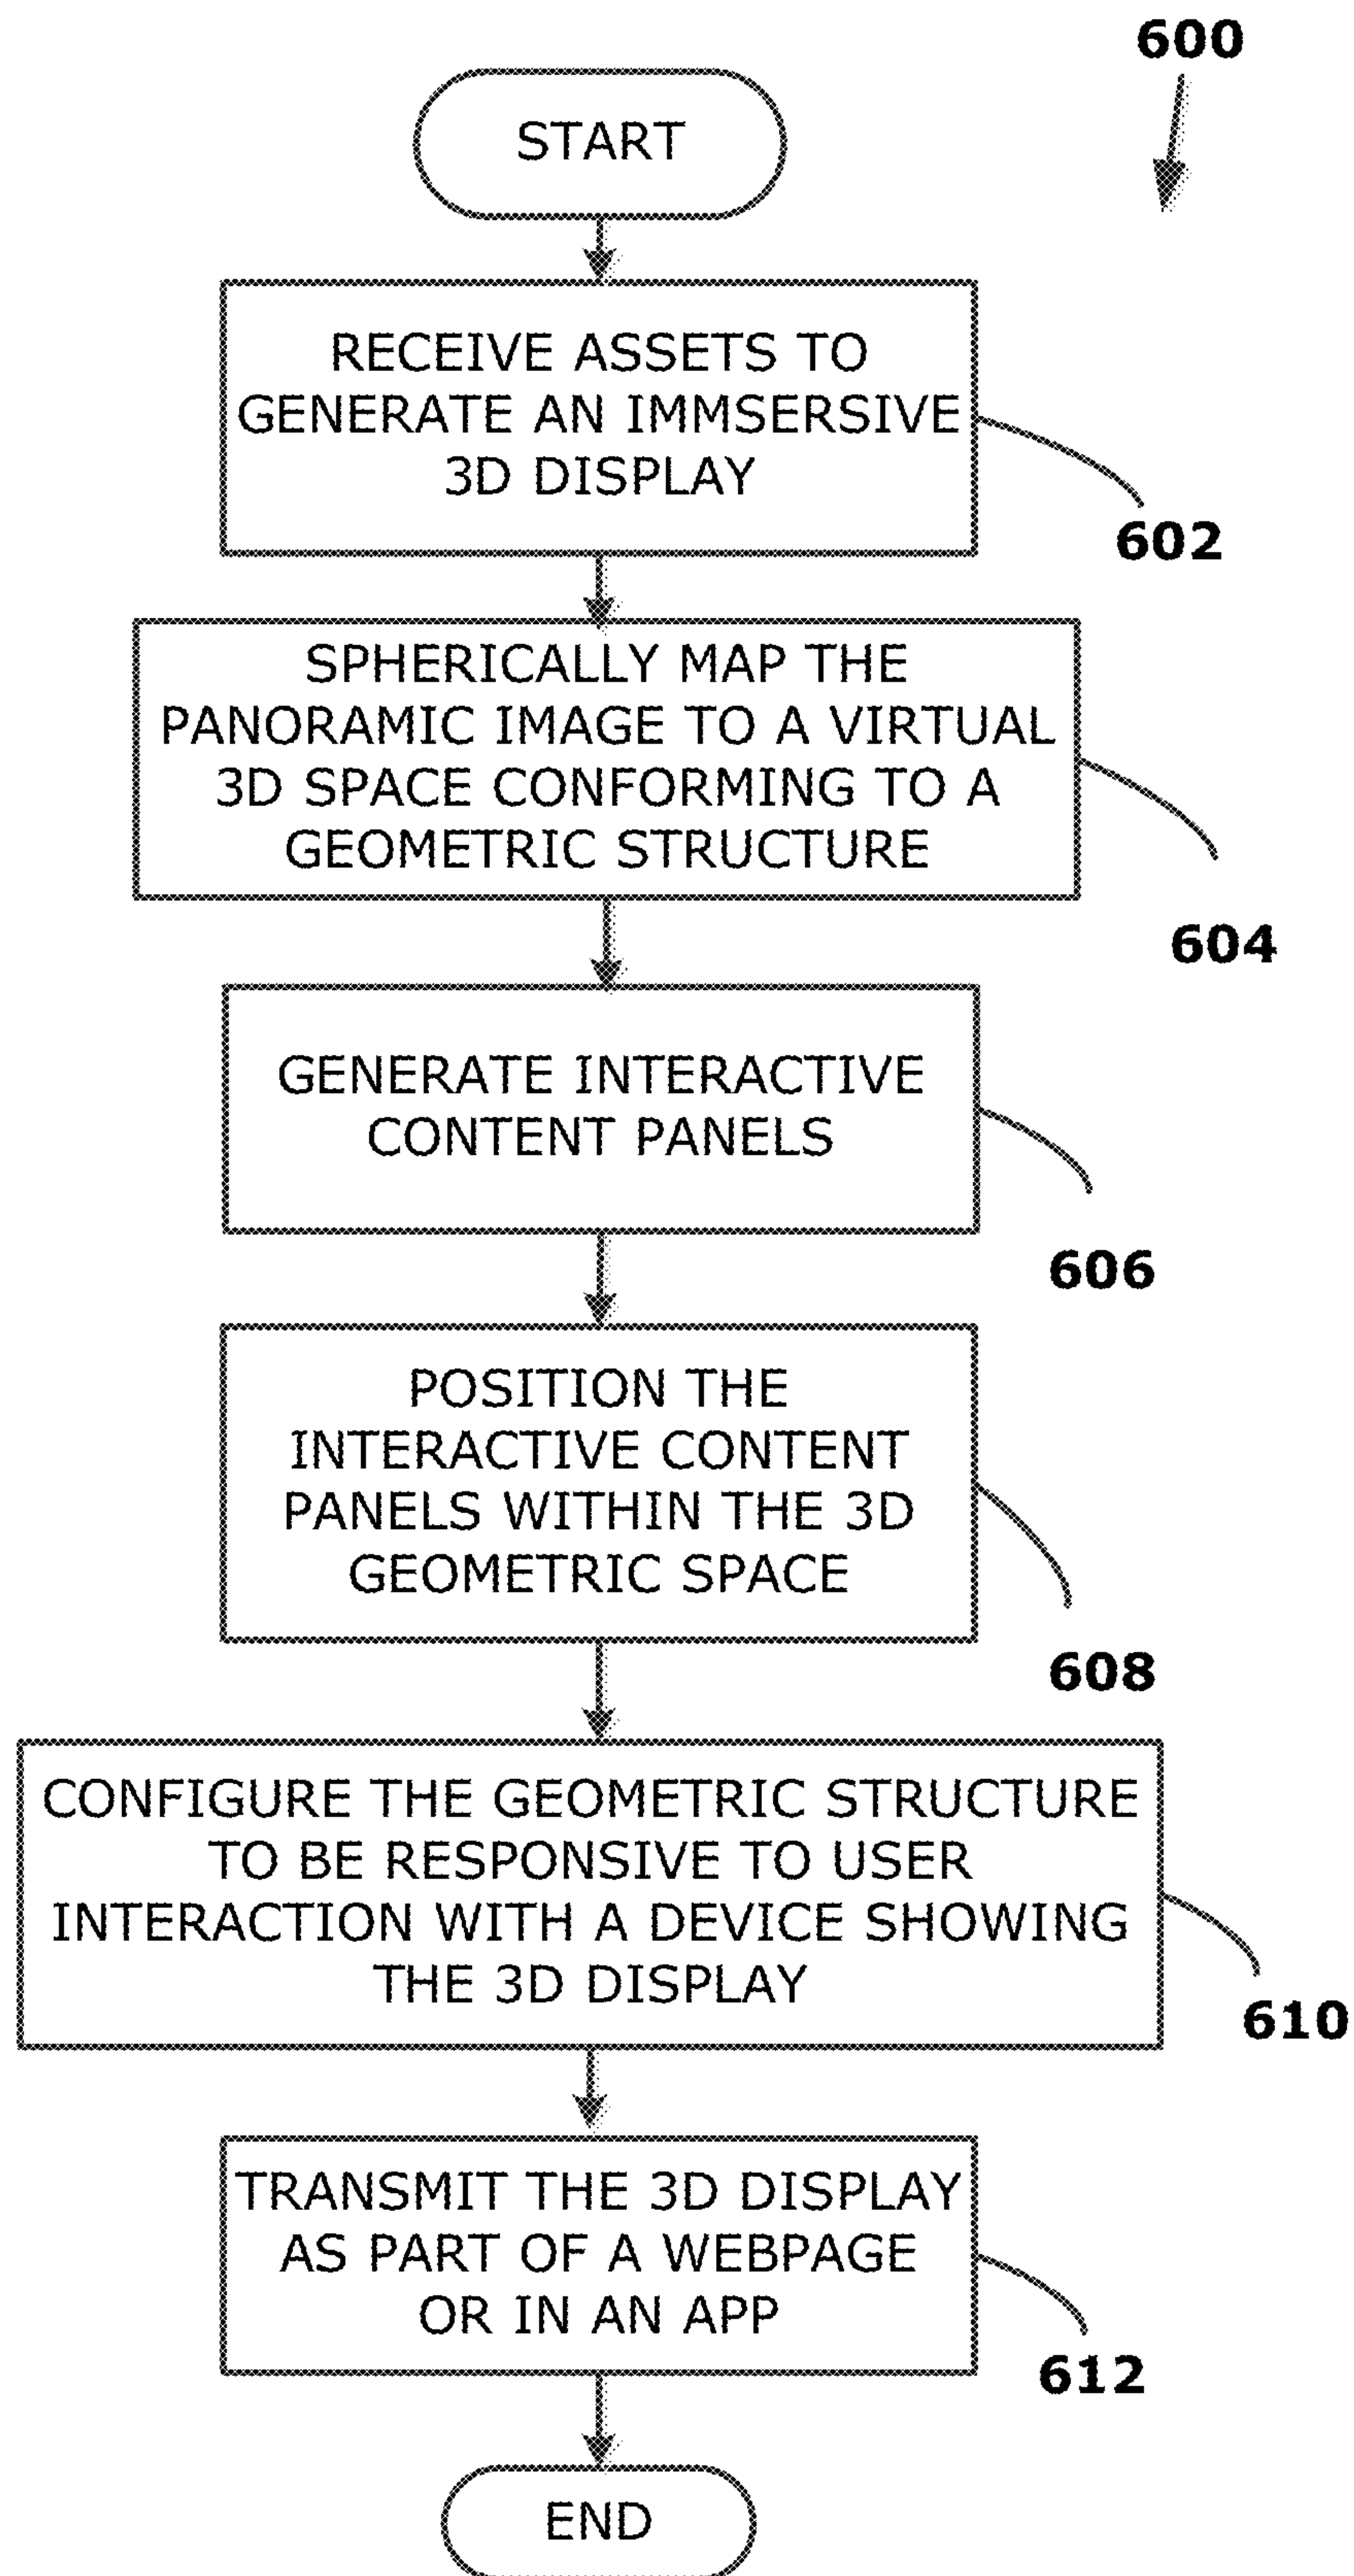 600
START
RECEIVE ASSETS TO
GENERATE AN IMMSERSIVE
3D DISPLAY
602
SPHERICALLY MAP THE
PANORAMIC IMAGE TO A VIRTUAL
3D SPACE CONFORMING TO A
GEOMETRIC STRUCTURE
604
GENERATE INTERACTIVE
CONTENT PANELS
606
POSITION THE
INTERACTIVE CONTENT
PANELS WITHIN THE 3D
GEOMETRIC SPACE
608
CONFIGURE THE GEOMETRIC STRUCTURE
TO BE RESPONSIVE TO USER
INTERACTION WITH A DEVICE SHOWING
THE 3D DISPLAY
610
TRANSMIT THE 3D DISPLAY
AS PART OF A WEBPAGE
OR IN AN APP
612
END